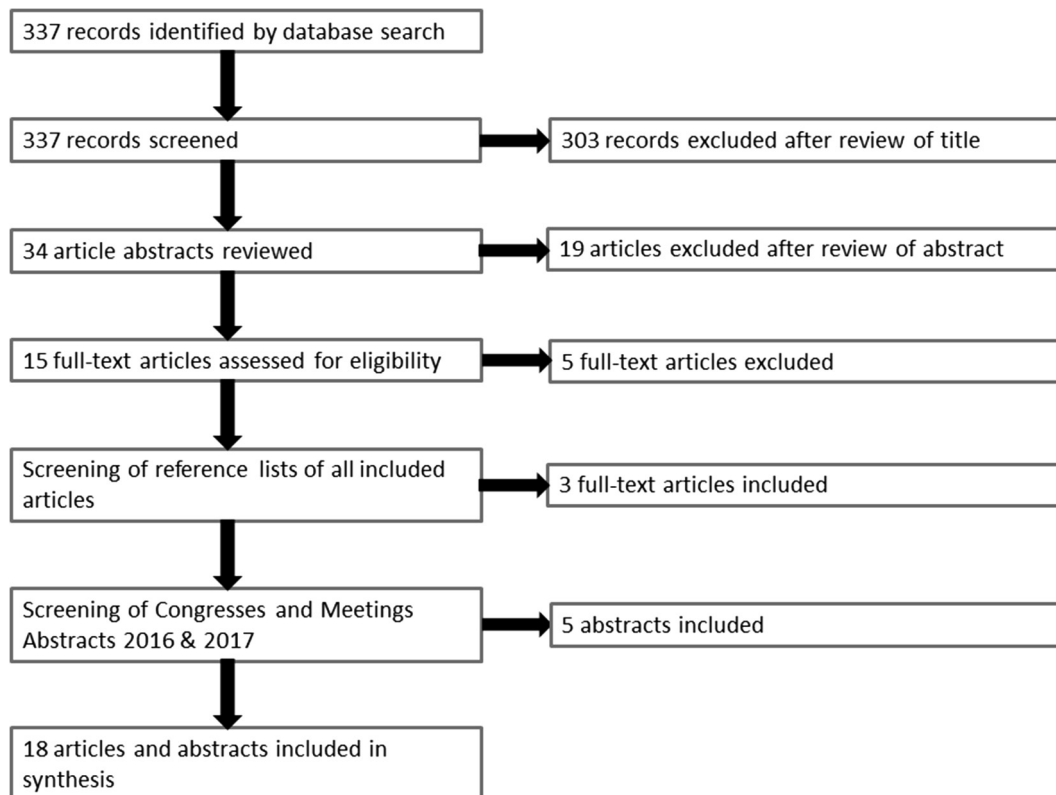 337 records identified by database search
337 records screened
303 records excluded after review of title
34 article abstracts reviewed
19 articles excluded after review of abstract
15 full-text articles assessed for eligibility
5 full-text articles excluded
Screening of reference lists of all included
articles
3 full-text articles included
Screening of Congresses and Meetings
Abstracts 2016 & 2017
5 abstracts included
18 articles and abstracts included in
synthesis